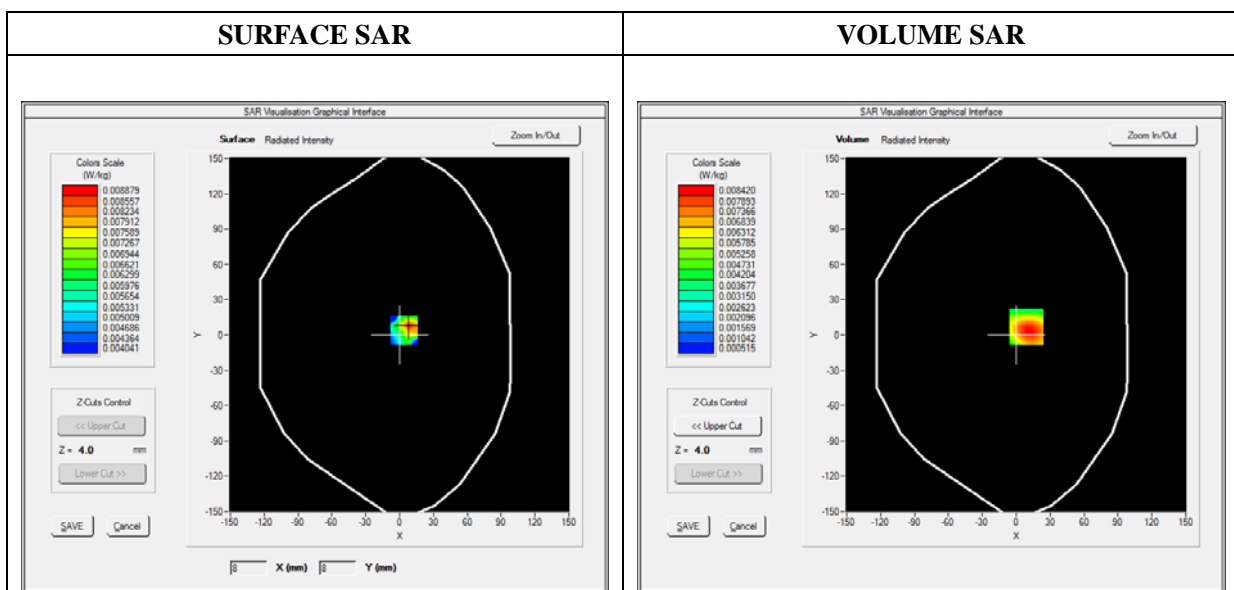 SURFACE SAR
SAR Visualisation Graphical Interface
Surface Radiated Intensity
Zoom In/Out
Colors Scale
(W/kg)
0.008879
0.008557
0.008234
0.007912
0.007589
0.007267
0.006944
0.006621
0.006299
0.005976
0.005654
0.005331
0.005009
0.004686
0.004364
0.004041
Z-Cuts Control
<< Upper Cut
Z = 4.0 mm
Lower Cut >>
SAVE Cancel
150
120
90
60
30
0
-30
-60
-90
-120
-150
Y
-150 -120 -90 -60 -30 0 30 60 90 120 150
X
8 X (mm) 8 Y (mm)
VOLUME SAR
SAR Visualisation Graphical Interface
Volume Radiated Intensity
Zoom In/Out
Colors Scale
(W/kg)
0.008420
0.007893
0.007366
0.006839
0.006312
0.005785
0.005258
0.004731
0.004204
0.003677
0.003150
0.002623
0.002096
0.001569
0.001042
0.000515
Z-Cuts Control
<< Upper Cut
Z = 4.0 mm
Lower Cut >>
SAVE Cancel
150
120
90
60
30
0
-30
-60
-90
-120
-150
Y
-150 -120 -90 -60 -30 0 30 60 90 120 150
X